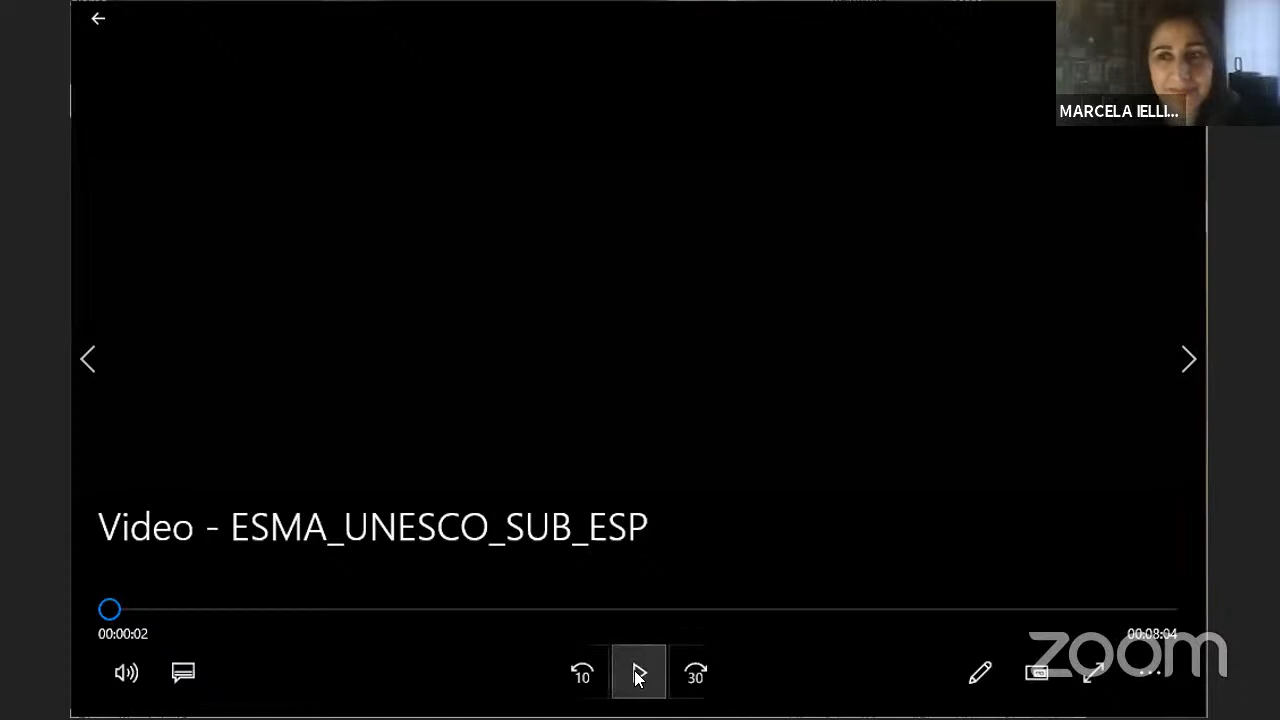 MARCELA IELLI...
Video - ESMA_UNESCO_SUB_ESP
00:00:02
00:08:04
10
30
zoom